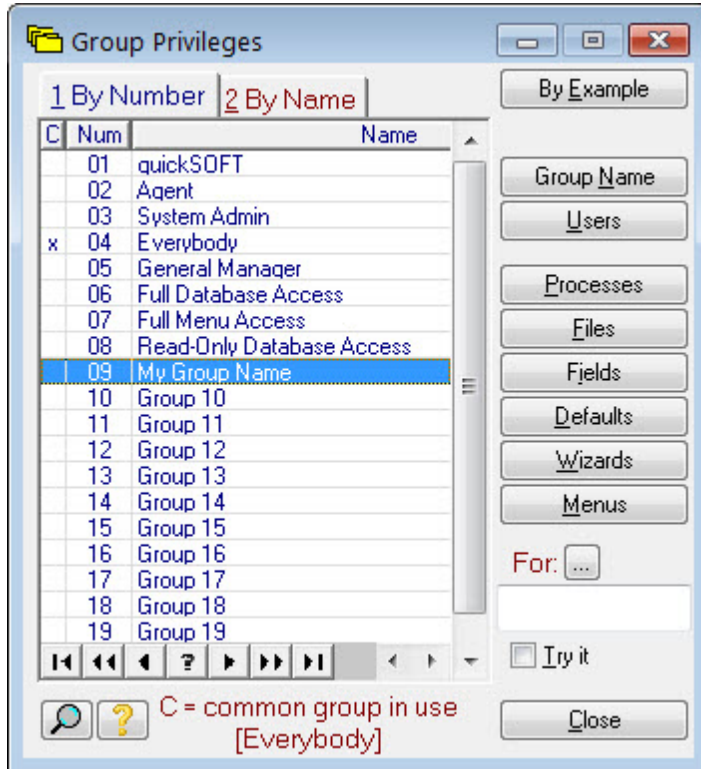 Group Privileges
1 By Number 2 By Name
C Num Name
01 quickSOFT
02 Agent
03 System Admin
x 04 Everybody
05 General Manager
06 Full Database Access
07 Full Menu Access
08 Read-Only Database Access
09 My Group Name
10 Group 10
11 Group 11
12 Group 12
13 Group 13
14 Group 14
15 Group 15
16 Group 16
17 Group 17
18 Group 18
19 Group 19
?
?
C = common group in use
[Everybody]
By Example
Group Name
Users
Processes
Files
Fields
Defaults
Wizards
Menus
For: ...
Try it
Close